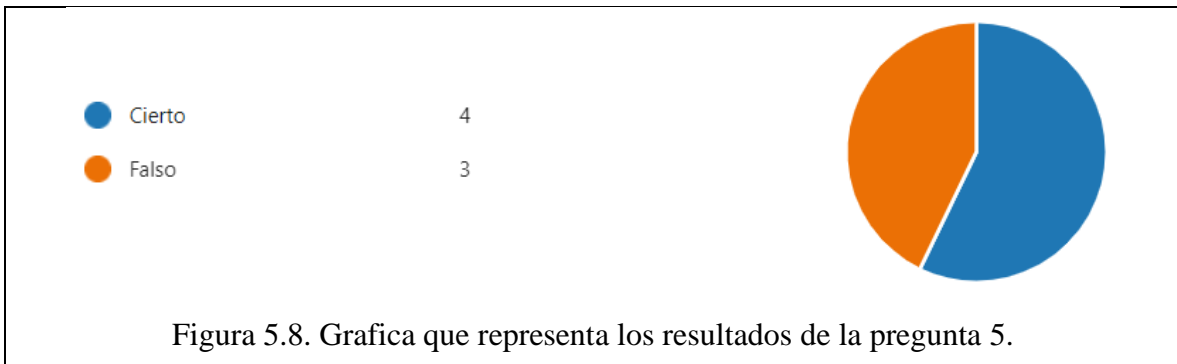 Cierto 4
Falso 3
Figura 5.8. Grafica que representa los resultados de la pregunta 5.